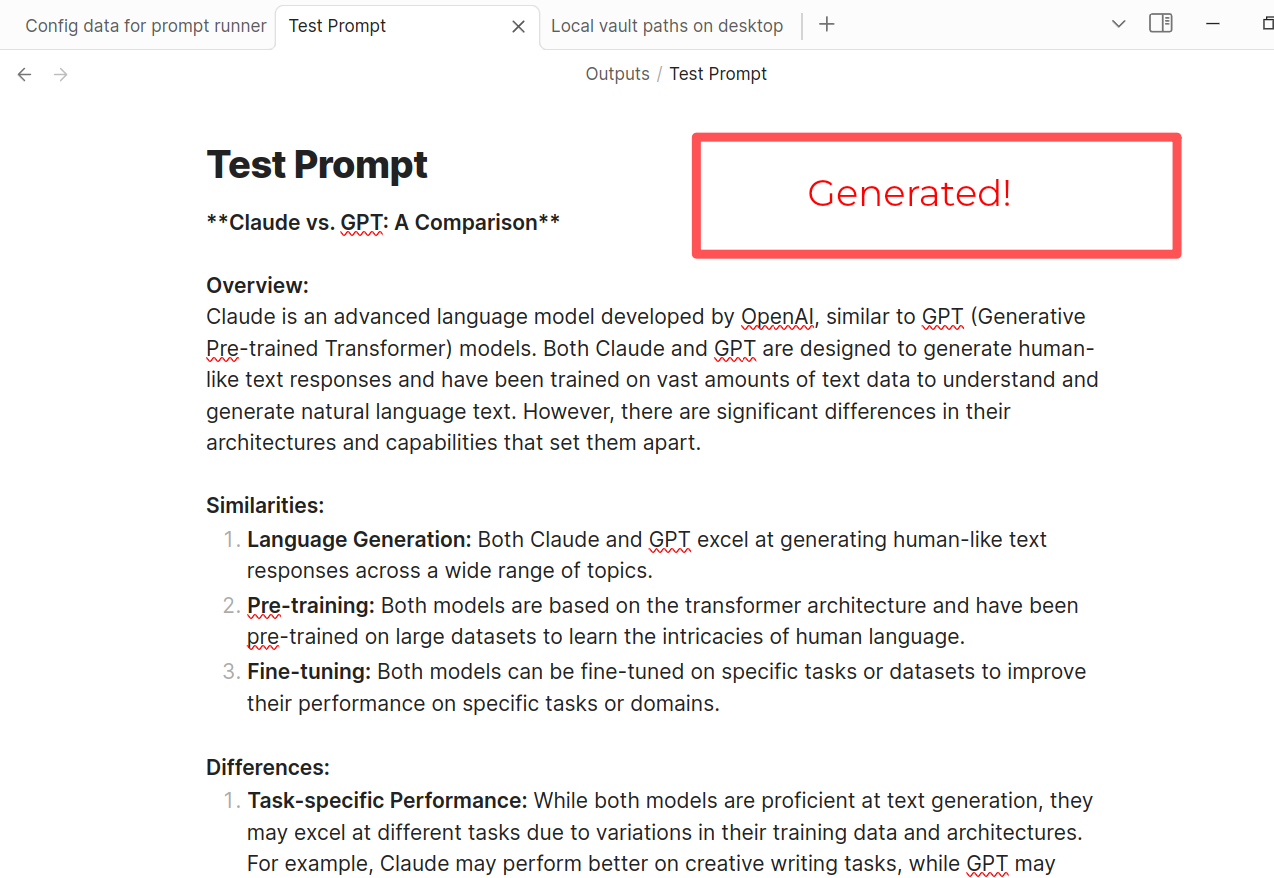 Config data for prompt runner
Test Prompt
Local vault paths on desktop
Outputs / Test Prompt
Test Prompt
Generated!
**Claude vs. GPT: A Comparison**
Overview:
Claude is an advanced language model developed by OpenAI, similar to GPT (Generative
Pre-trained Transformer) models. Both Claude and GPT are designed to generate human-
like text responses and have been trained on vast amounts of text data to understand and
generate natural language text. However, there are significant differences in their
architectures and capabilities that set them apart.
Similarities:
1. Language Generation: Both Claude and GPT excel at generating human-like text
responses across a wide range of topics.
2. Pre-training: Both models are based on the transformer architecture and have been
pre-trained on large datasets to learn the intricacies of human language.
3. Fine-tuning: Both models can be fine-tuned on specific tasks or datasets to improve
their performance on specific tasks or domains.
Differences:
1. Task-specific Performance: While both models are proficient at text generation, they
may excel at different tasks due to variations in their training data and architectures.
For example, Claude may perform better on creative writing tasks, while GPT may